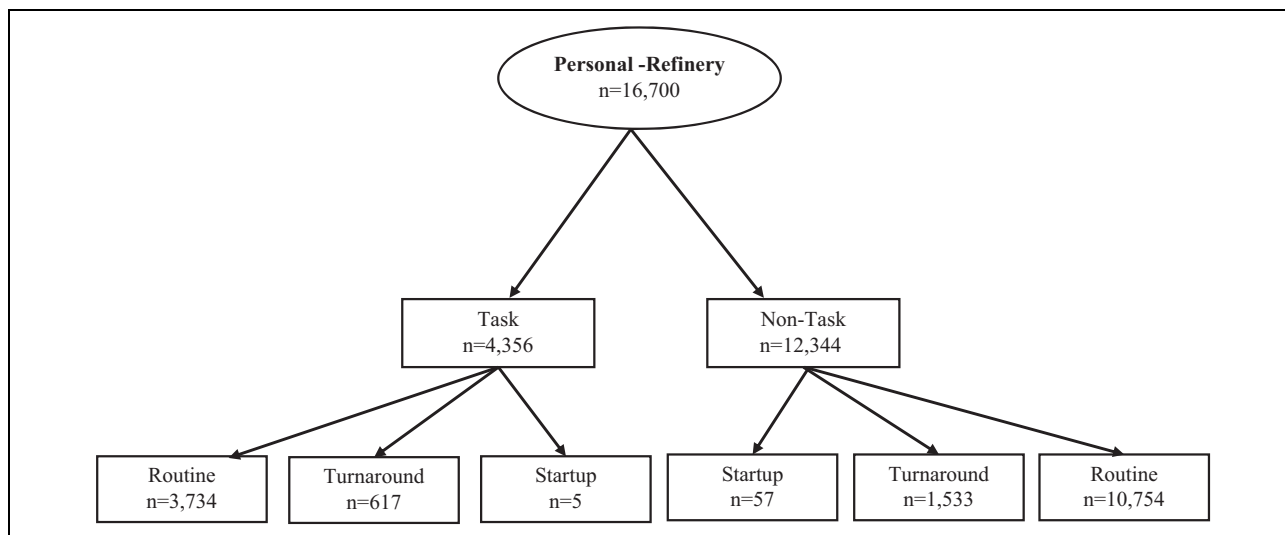 Personal -Refinery
n=16,700
Task
n=4,356
Non-Task
n=12,344
Routine
n=3,734
Turnaround
n=617
Startup
n=5
Startup
n=57
Turnaround
n=1,533
Routine
n=10,754